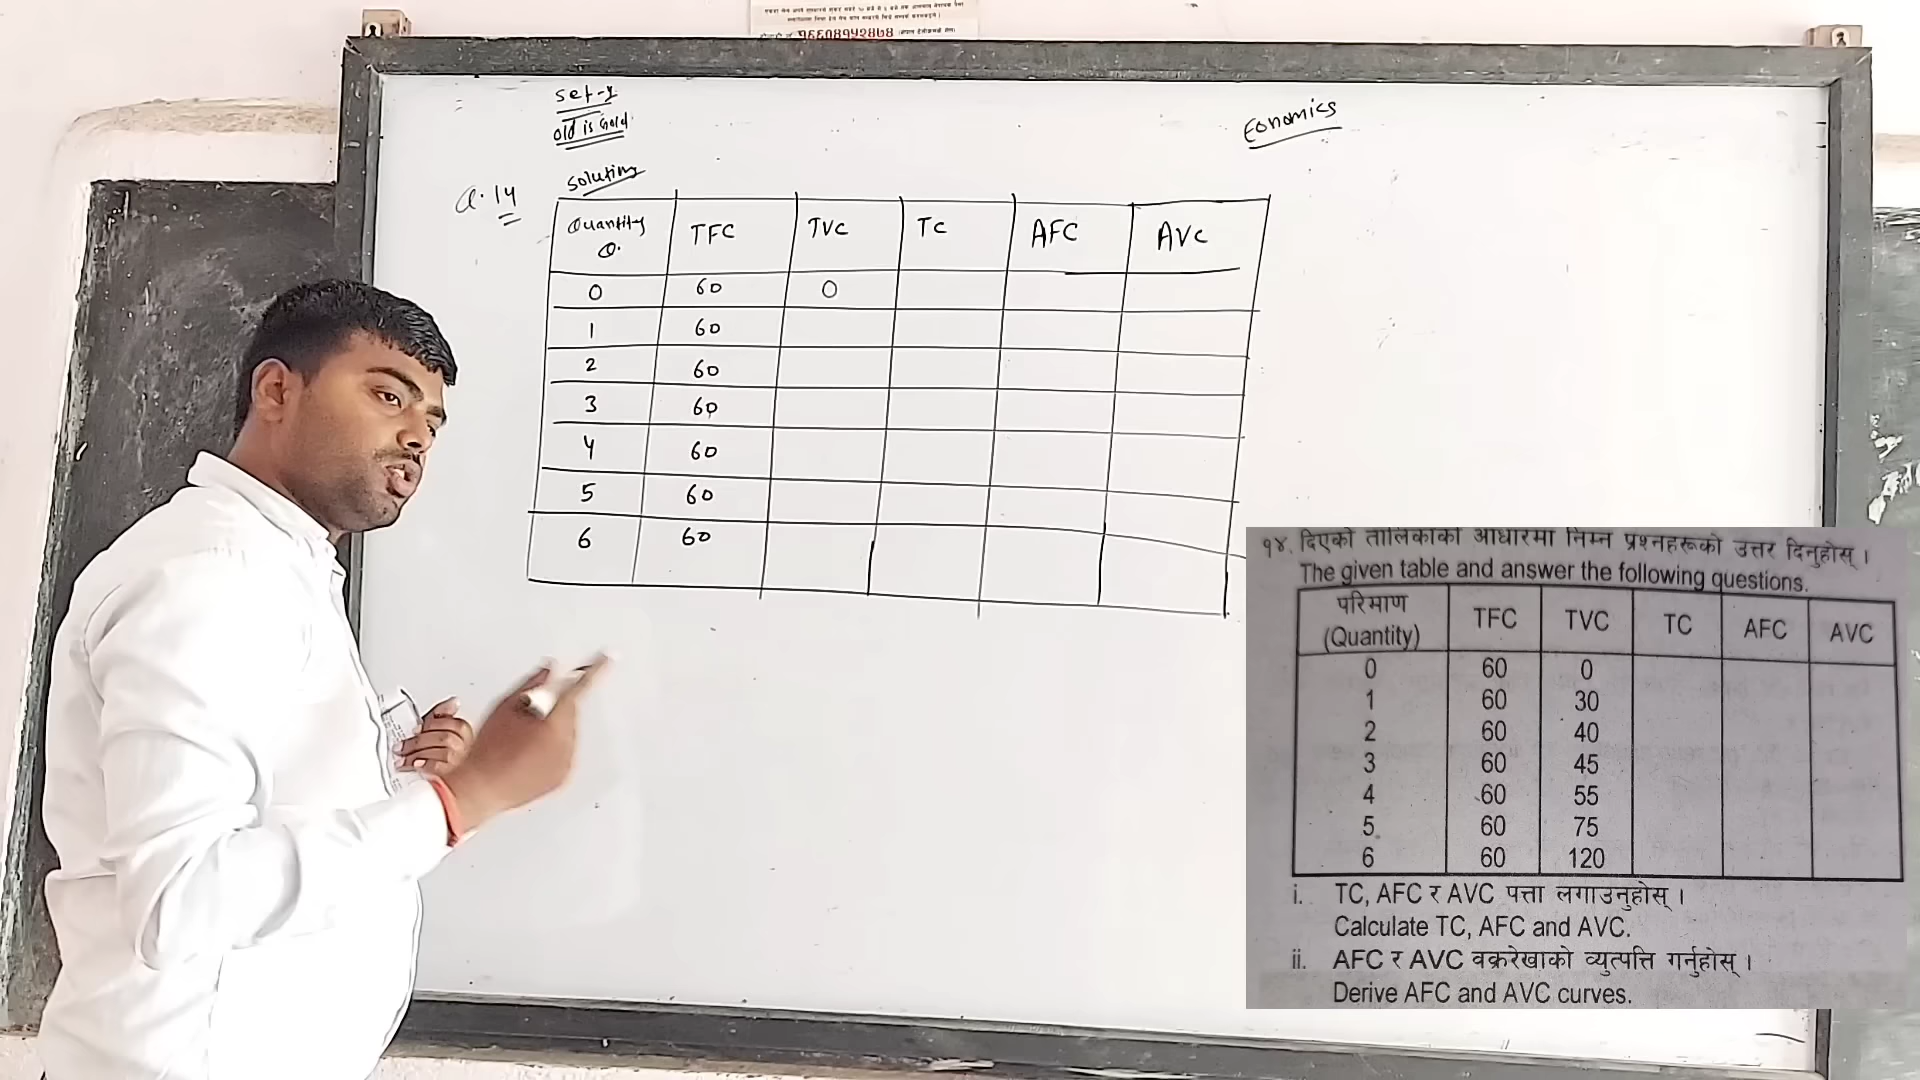 ९६६०८१५२४७४
Set-y
old is Gold
Economics
Solution
Q.14
Quantity Q. TFC TVC TC AFC AVC
0 60 0
1 60
2 60
3 60
4 60
5 60
6 60
१४. दिएको तालिकाको आधारमा निम्न प्रश्नहरूको उत्तर दिनुहोस् ।
The given table and answer the following questions.
परिमाण
(Quantity) TFC TVC TC AFC AVC
0 60 0
1 60 30
2 60 40
3 60 45
4 60 55
5 60 75
6 60 120
i. TC, AFC र AVC पत्ता लगाउनुहोस् ।
Calculate TC, AFC and AVC.
ii. AFC र AVC वक्ररेखाको व्युत्पत्ति गर्नुहोस् ।
Derive AFC and AVC curves.